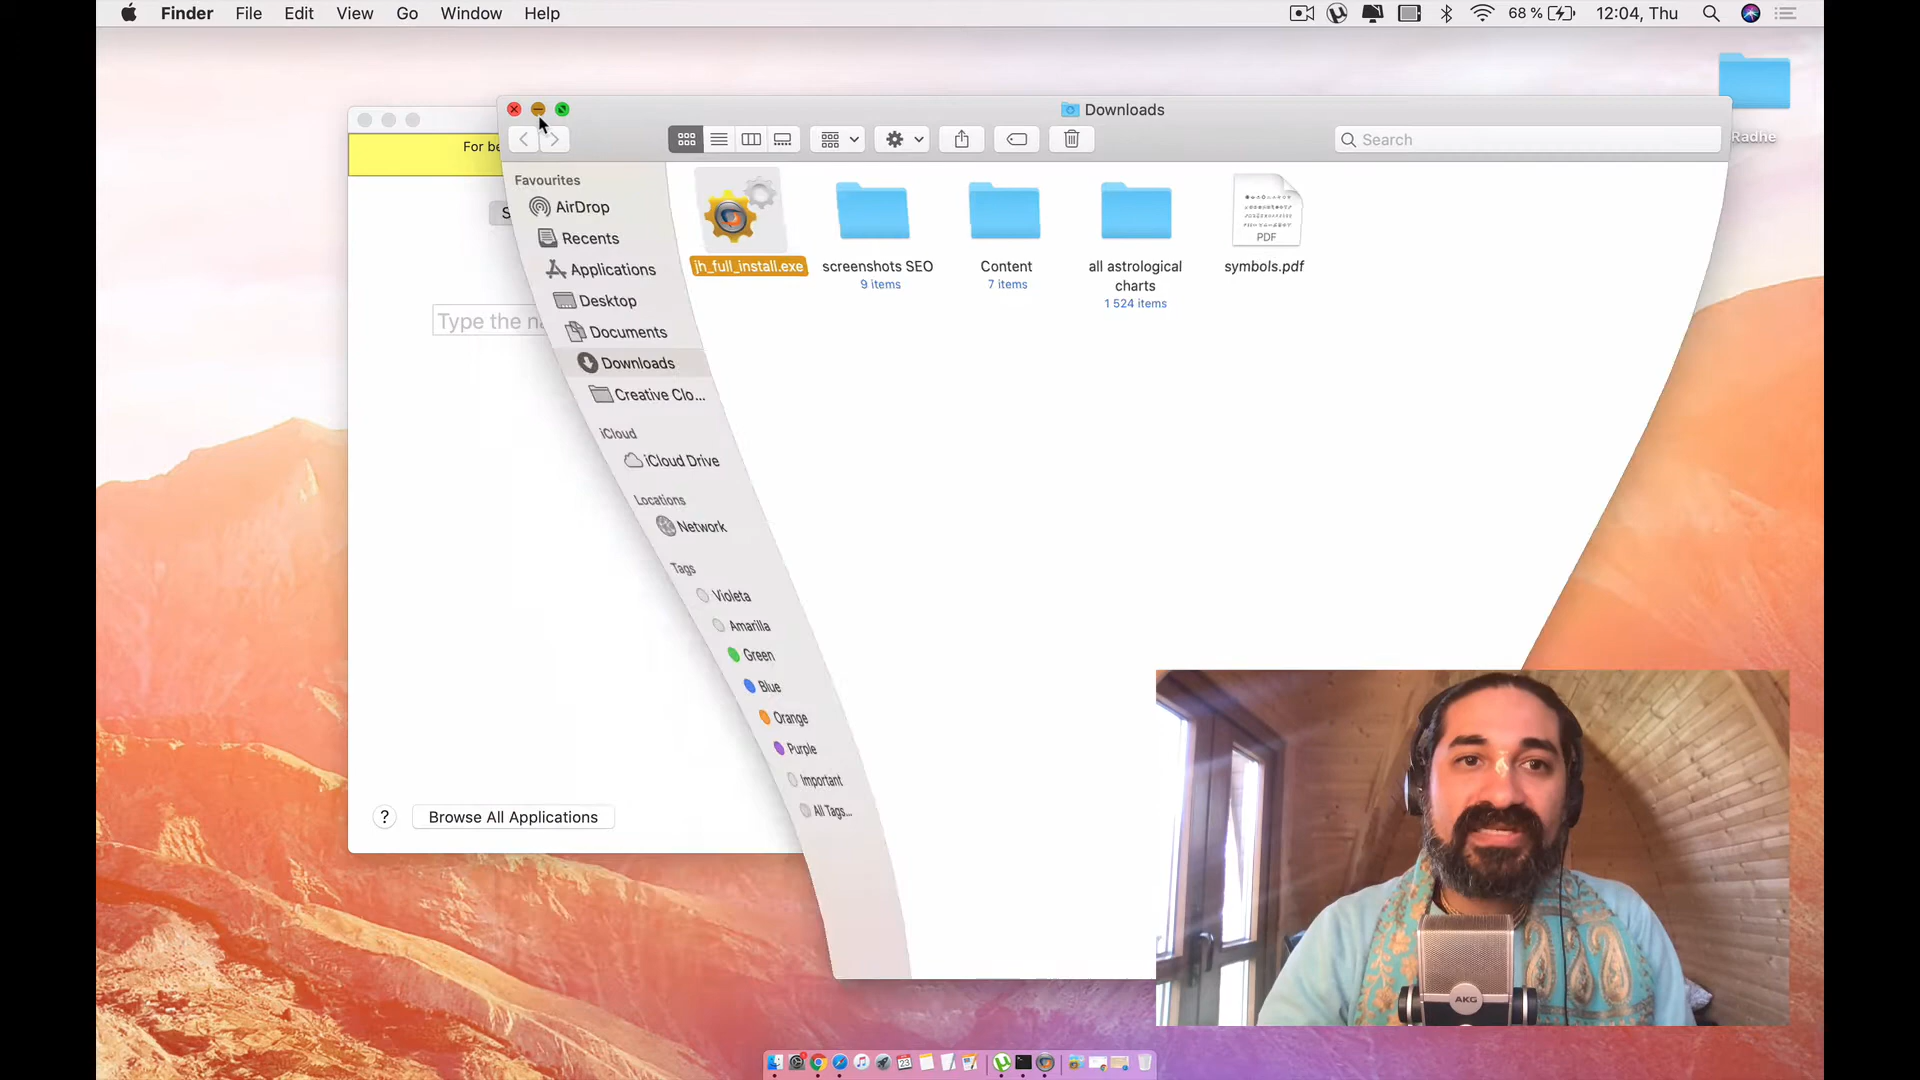 Finder File Edit View Go Window Help
68 % 12:04, Thu
Radhe
Downloads
Search
For be
S
Type the n
Favourites
AirDrop
Recents
Applications
Desktop
Documents
Downloads
Creative Clo...
iCloud
iCloud Drive
Locations
Network
Tags
Violeta
Amarilla
Green
Blue
Orange
Purple
Important
All Tags...
jh_full_install.exe
screenshots SEO
9 items
Content
7 items
all astrological
charts
1 524 items
PDF
symbols.pdf
? Browse All Applications
AKG
23